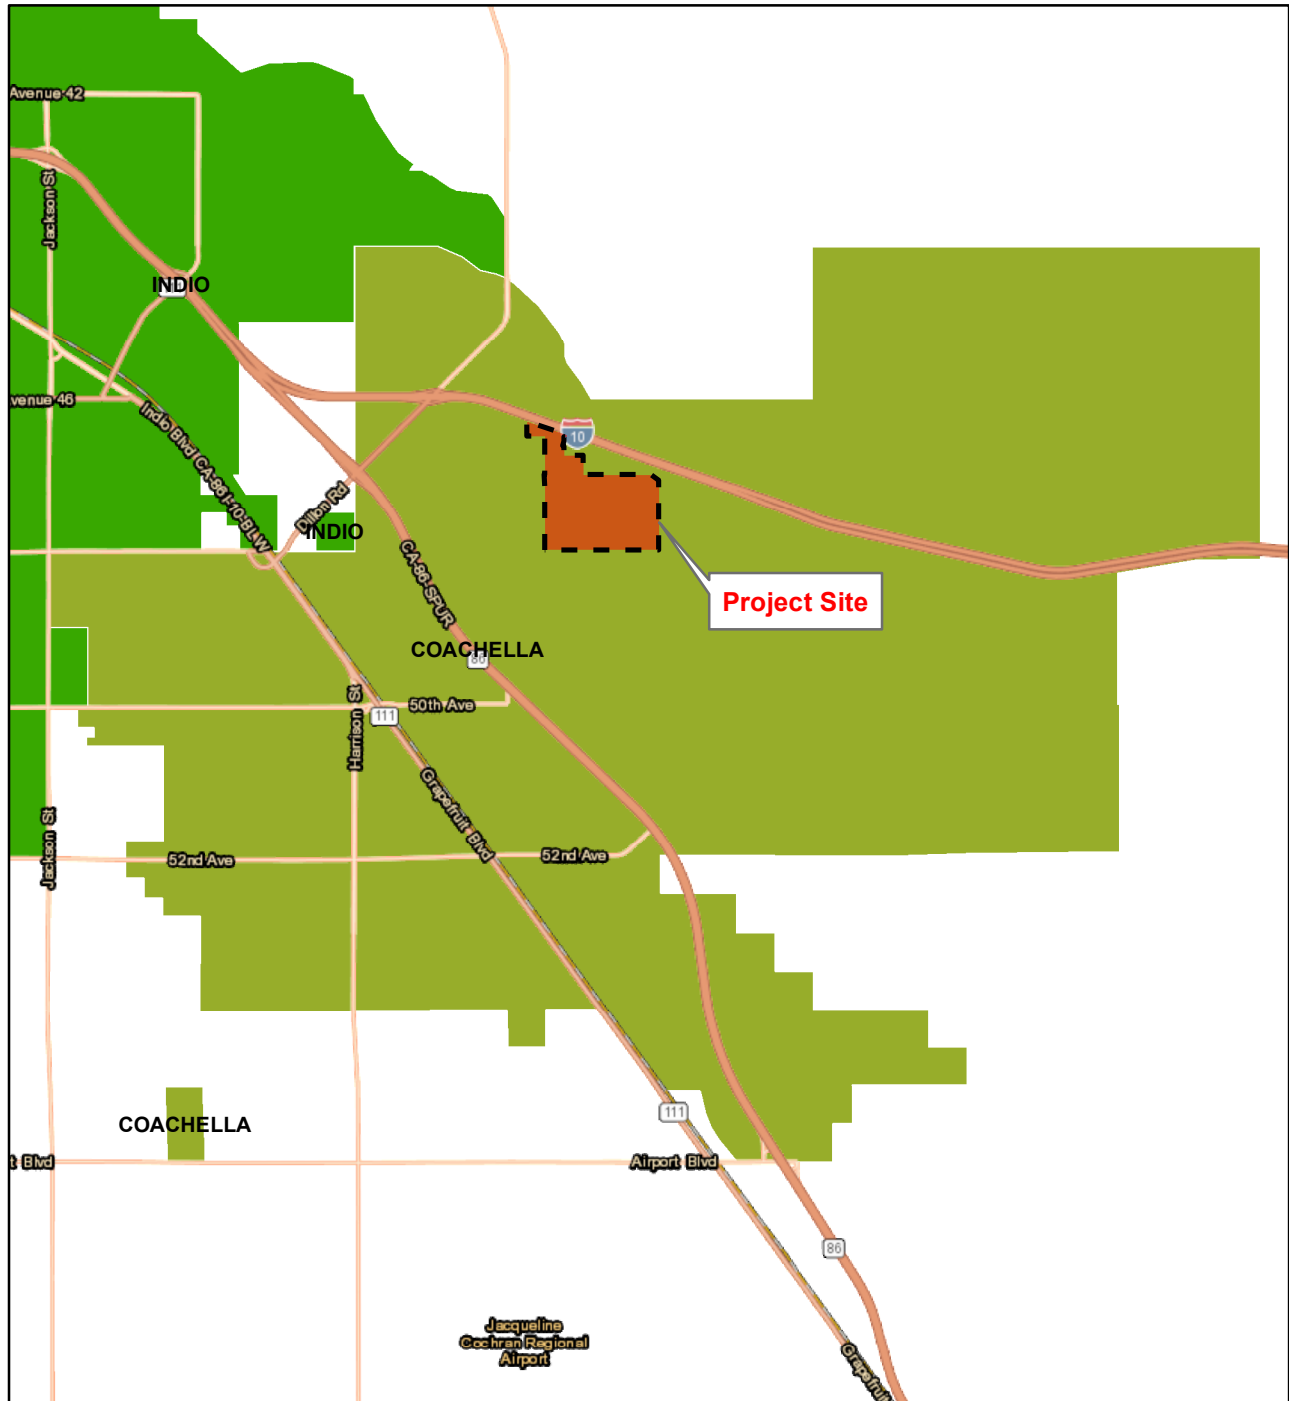 Avenue 42
Jackson St
INDIO
venue 46
Indio Blvd CA-86 I-10-BL W
10
Dillon Rd
INDIO
CA-86-SPUR
Project Site
COACHELLA
86
50th Ave
111
Harrison St
Grapefruit Blvd
Jackson St
52nd Ave
52nd Ave
111
COACHELLA
t Blvd
Airport Blvd
86
Jacqueline
Cochran Regional
Airport
Grapefruit